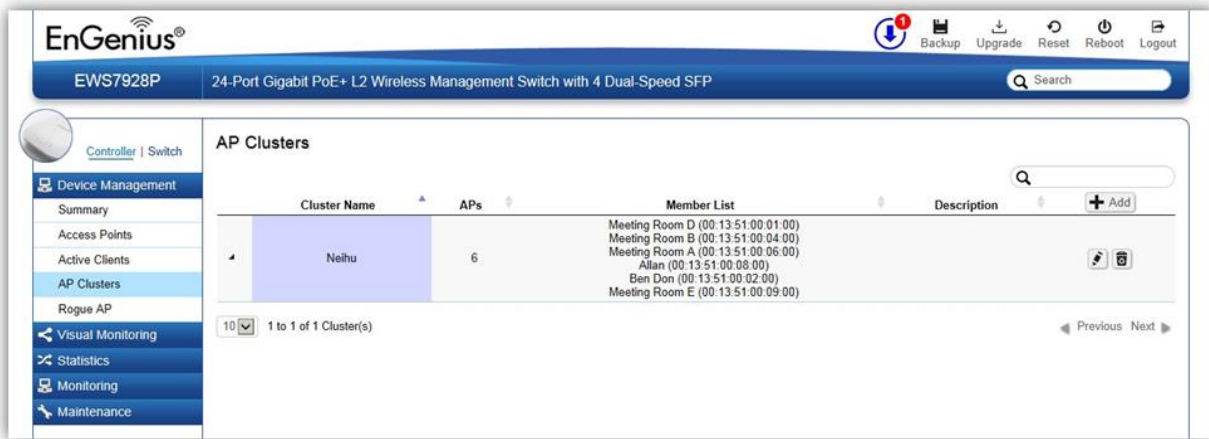 EnGenius®
1
Backup Upgrade Reset Reboot Logout
EWS7928P
24-Port Gigabit PoE+ L2 Wireless Management Switch with 4 Dual-Speed SFP
Search
Controller | Switch
Device Management
Summary
Access Points
Active Clients
AP Clusters
Rogue AP
Visual Monitoring
Statistics
Monitoring
Maintenance
AP Clusters
Cluster Name APs Member List Description Add
Neihu 6
Meeting Room D (00:13:51:00:01:00)
Meeting Room B (00:13:51:00:04:00)
Meeting Room A (00:13:51:00:06:00)
Allan (00:13:51:00:08:00)
Ben Don (00:13:51:00:02:00)
Meeting Room E (00:13:51:00:09:00)
10 1 to 1 of 1 Cluster(s)
Previous Next